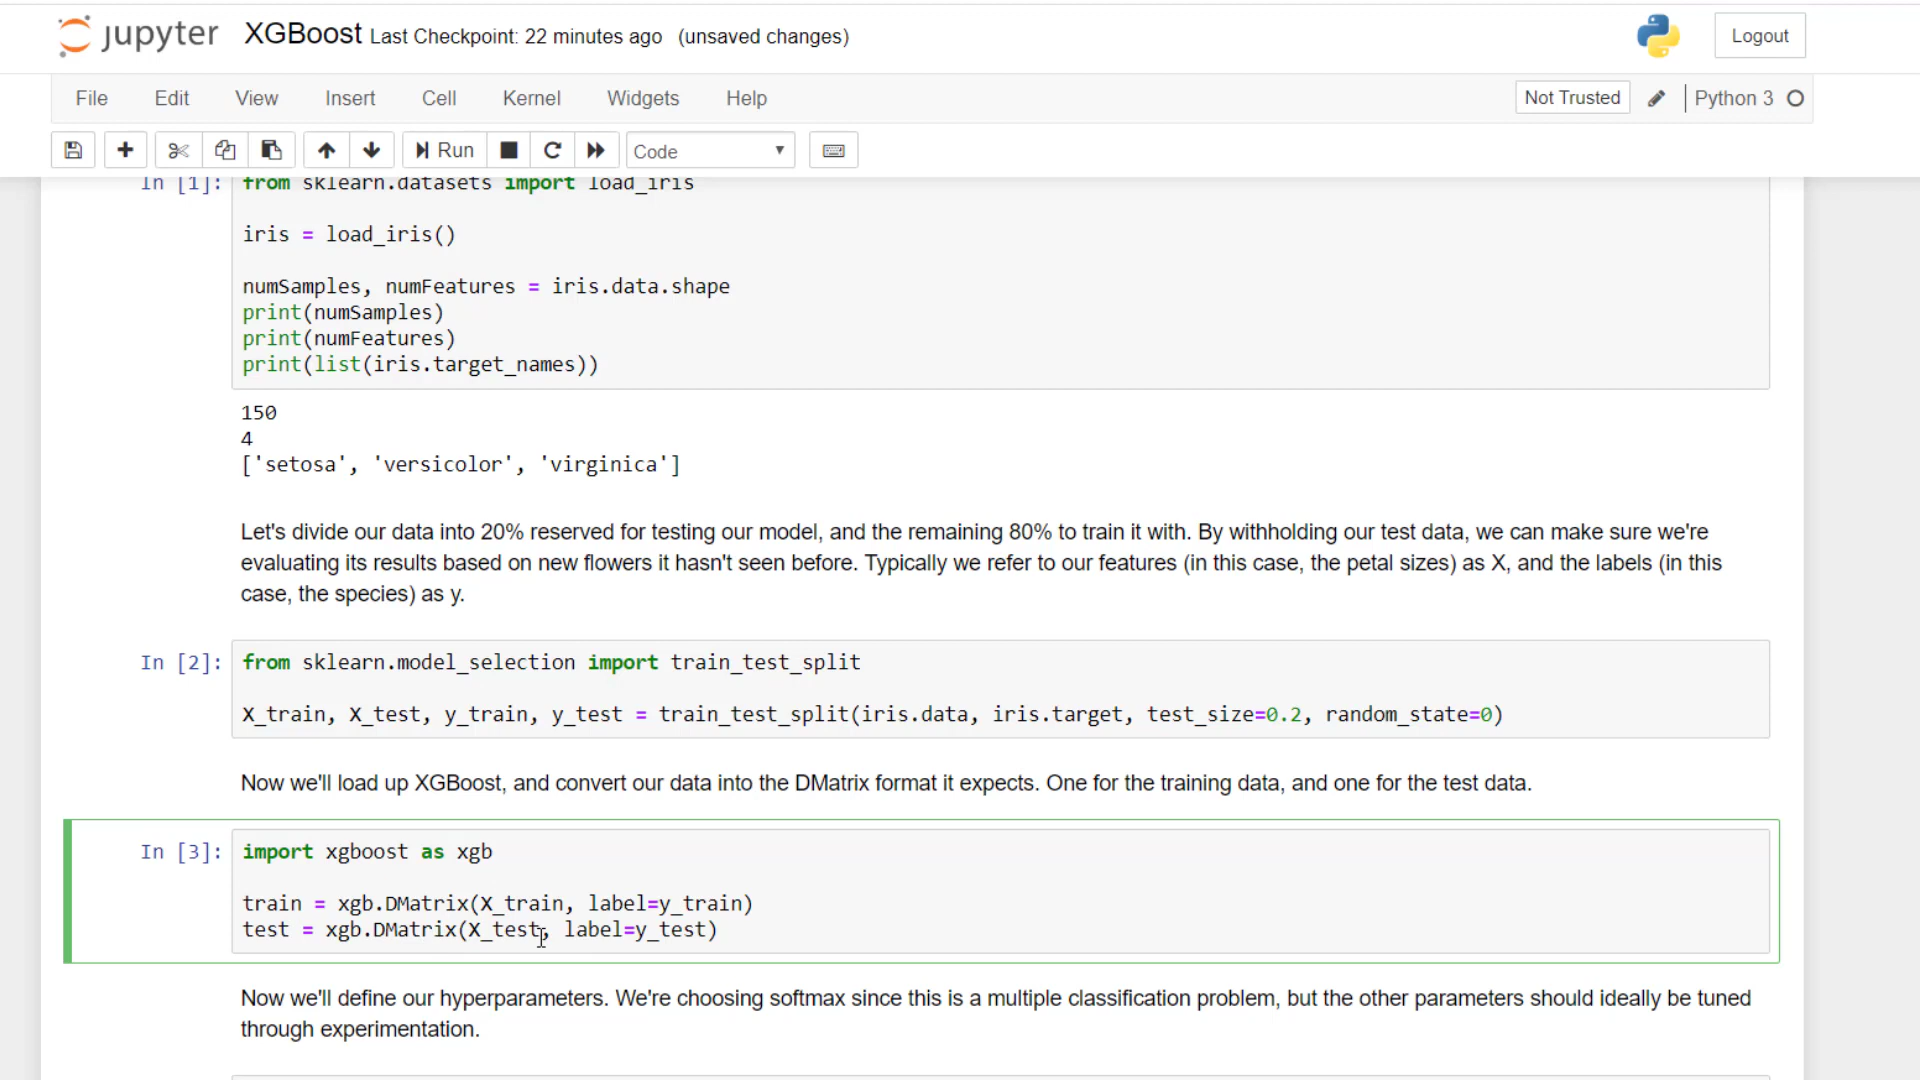 jupyter XGBoost Last Checkpoint: 22 minutes ago (unsaved changes) Logout
File Edit View Insert Cell Kernel Widgets Help Not Trusted Python 3
Run Code
In [1]: from sklearn.datasets import load_iris
iris = load_iris()
numSamples, numFeatures = iris.data.shape
print(numSamples)
print(numFeatures)
print(list(iris.target_names))
150
4
['setosa', 'versicolor', 'virginica']
Let's divide our data into 20% reserved for testing our model, and the remaining 80% to train it with. By withholding our test data, we can make sure we're
evaluating its results based on new flowers it hasn't seen before. Typically we refer to our features (in this case, the petal sizes) as X, and the labels (in this
case, the species) as y.
In [2]: from sklearn.model_selection import train_test_split
X_train, X_test, y_train, y_test = train_test_split(iris.data, iris.target, test_size=0.2, random_state=0)
Now we'll load up XGBoost, and convert our data into the DMatrix format it expects. One for the training data, and one for the test data.
In [3]: import xgboost as xgb
train = xgb.DMatrix(X_train, label=y_train)
test = xgb.DMatrix(X_test, label=y_test)
Now we'll define our hyperparameters. We're choosing softmax since this is a multiple classification problem, but the other parameters should ideally be tuned
through experimentation.